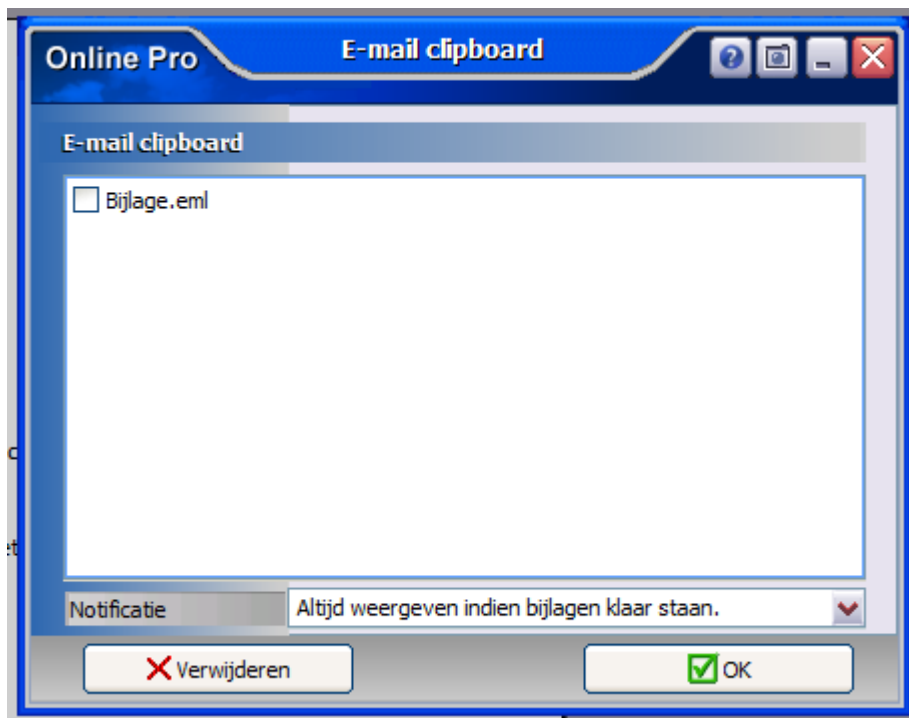 Online Pro
E-mail clipboard
E-mail clipboard
Bijlage.eml
Notificatie
Altijd weergeven indien bijlagen klaar staan.
Verwijderen
OK